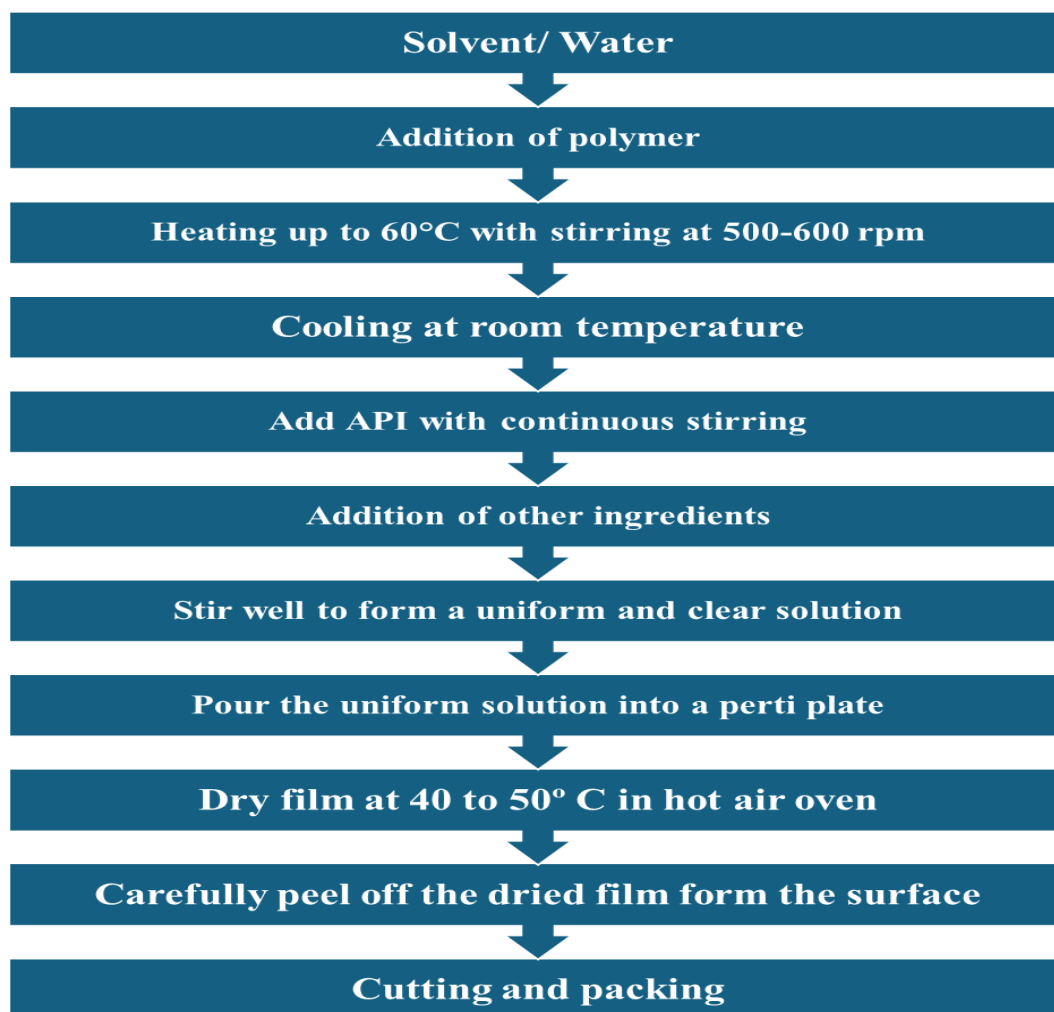 Solvent/ Water
Addition of polymer
Heating up to 60°C with stirring at 500-600 rpm
Cooling at room temperature
Add API with continuous stirring
Addition of other ingredients
Stir well to form a uniform and clear solution
Pour the uniform solution into a perti plate
Dry film at 40 to 50º C in hot air oven
Carefully peel off the dried film form the surface
Cutting and packing